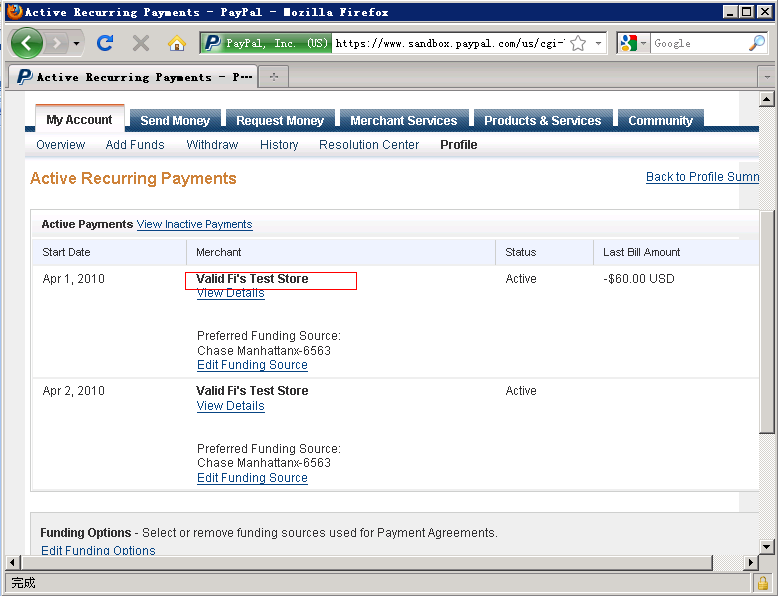 Active Recurring Payments - PayPal - Mozilla Firefox
PayPal, Inc. (US) https://www.sandbox.paypal.com/us/cgi- Google
Active Recurring Payments - P...
My Account Send Money Request Money Merchant Services Products & Services Community
Overview Add Funds Withdraw History Resolution Center Profile
Active Recurring Payments Back to Profile Summ
Active Payments View Inactive Payments
Start Date Merchant Status Last Bill Amount
Apr 1, 2010 Valid Fi's Test Store Active -$60.00 USD
View Details
Preferred Funding Source:
Chase Manhattanx-6563
Edit Funding Source
Apr 2, 2010 Valid Fi's Test Store Active
View Details
Preferred Funding Source:
Chase Manhattanx-6563
Edit Funding Source
Funding Options - Select or remove funding sources used for Payment Agreements.
Edit Funding Options
完成